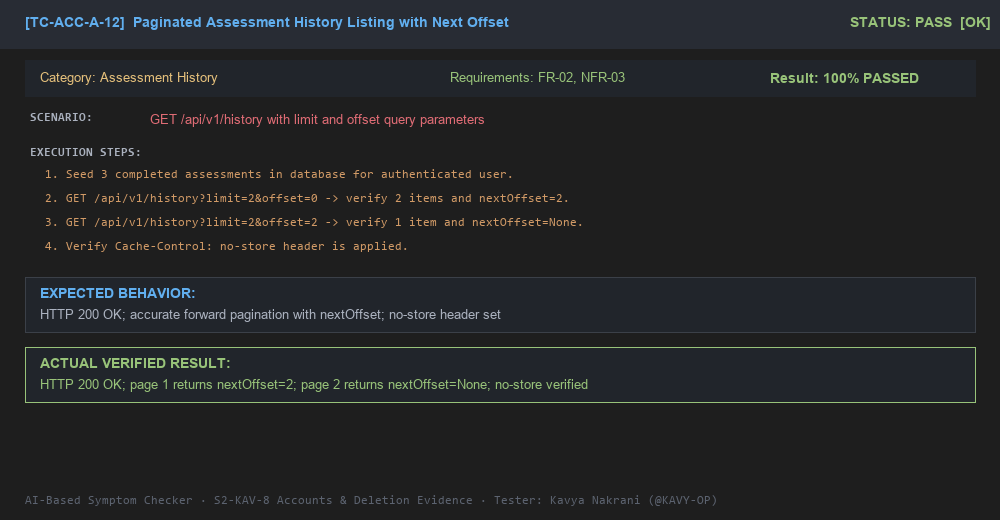 [TC-ACC-A-12] Paginated Assessment History Listing with Next Offset
STATUS: PASS [OK]
Category: Assessment History
Requirements: FR-02, NFR-03
Result: 100% PASSED
SCENARIO:
GET /api/v1/history with limit and offset query parameters
EXECUTION STEPS:
1. Seed 3 completed assessments in database for authenticated user.
2. GET /api/v1/history?limit=2&offset=0 -> verify 2 items and nextOffset=2.
3. GET /api/v1/history?limit=2&offset=2 -> verify 1 item and nextOffset=None.
4. Verify Cache-Control: no-store header is applied.
EXPECTED BEHAVIOR:
HTTP 200 OK; accurate forward pagination with nextOffset; no-store header set
ACTUAL VERIFIED RESULT:
HTTP 200 OK; page 1 returns nextOffset=2; page 2 returns nextOffset=None; no-store verified
AI-Based Symptom Checker · S2-KAV-8 Accounts & Deletion Evidence · Tester: Kavya Nakrani (@KAVY-OP)